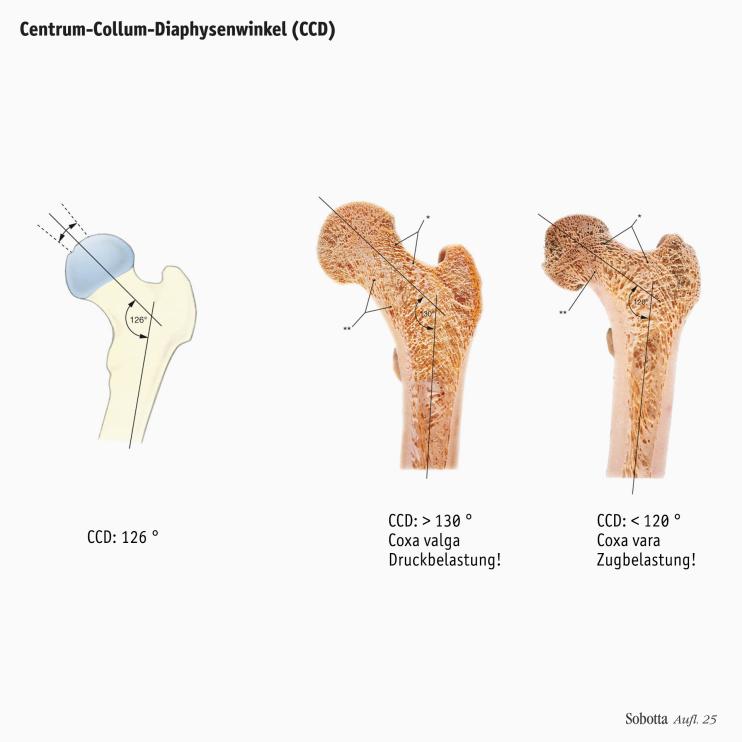 Centrum-Collum-Diaphysenwinkel (CCD)
126°
*
**
130°
*
**
120°
CCD: 126 °
CCD: > 130 °
Coxa valga
Druckbelastung!
CCD: < 120 °
Coxa vara
Zugbelastung!
Sobotta Aufl. 25